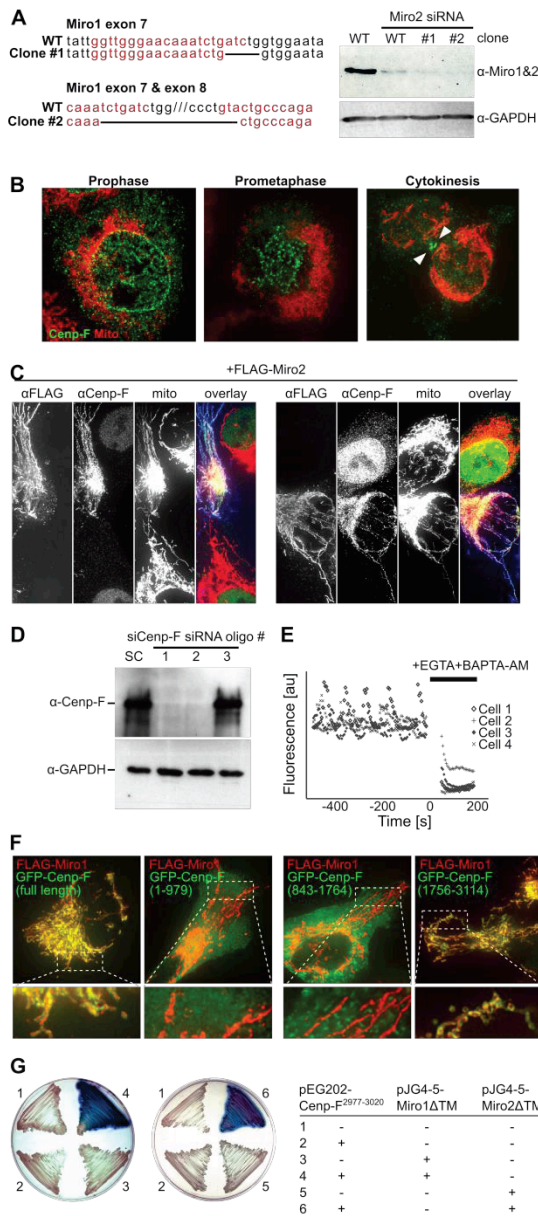 A
Miro1 exon 7
WT tattggttgggaacaaatctgatctggtggaata
Clone #1 tattggttgggaacaaatctg gtggaata
Miro1 exon 7 & exon 8
WT caaatctgatctgg///ccctgtactgcccaga
Clone #2 caaa ctgcccaga
Miro2 siRNA
WT WT #1 #2 clone
α-Miro1&2
α-GAPDH
B
Prophase Prometaphase Cytokinesis
Cenp-F Mito
C
+FLAG-Miro2
αFLAG αCenp-F mito overlay αFLAG αCenp-F mito overlay
D
siCenp-F siRNA oligo #
SC 1 2 3
α-Cenp-F
α-GAPDH
E
+EGTA+BAPTA-AM
Fluorescence [au]
Cell 1
Cell 2
Cell 3
Cell 4
-400 -200 0 200
Time [s]
F
FLAG-Miro1 FLAG-Miro1 FLAG-Miro1 FLAG-Miro1
GFP-Cenp-F GFP-Cenp-F GFP-Cenp-F GFP-Cenp-F
(full length) (1-979) (843-1764) (1756-3114)
G
1 4 1 6
2 3 2 5
pEG202- pJG4-5- pJG4-5-
Cenp-F2977-3020 Miro1ΔTM Miro2ΔTM
1 - - -
2 + - -
3 - + -
4 + + -
5 - - +
6 + - +